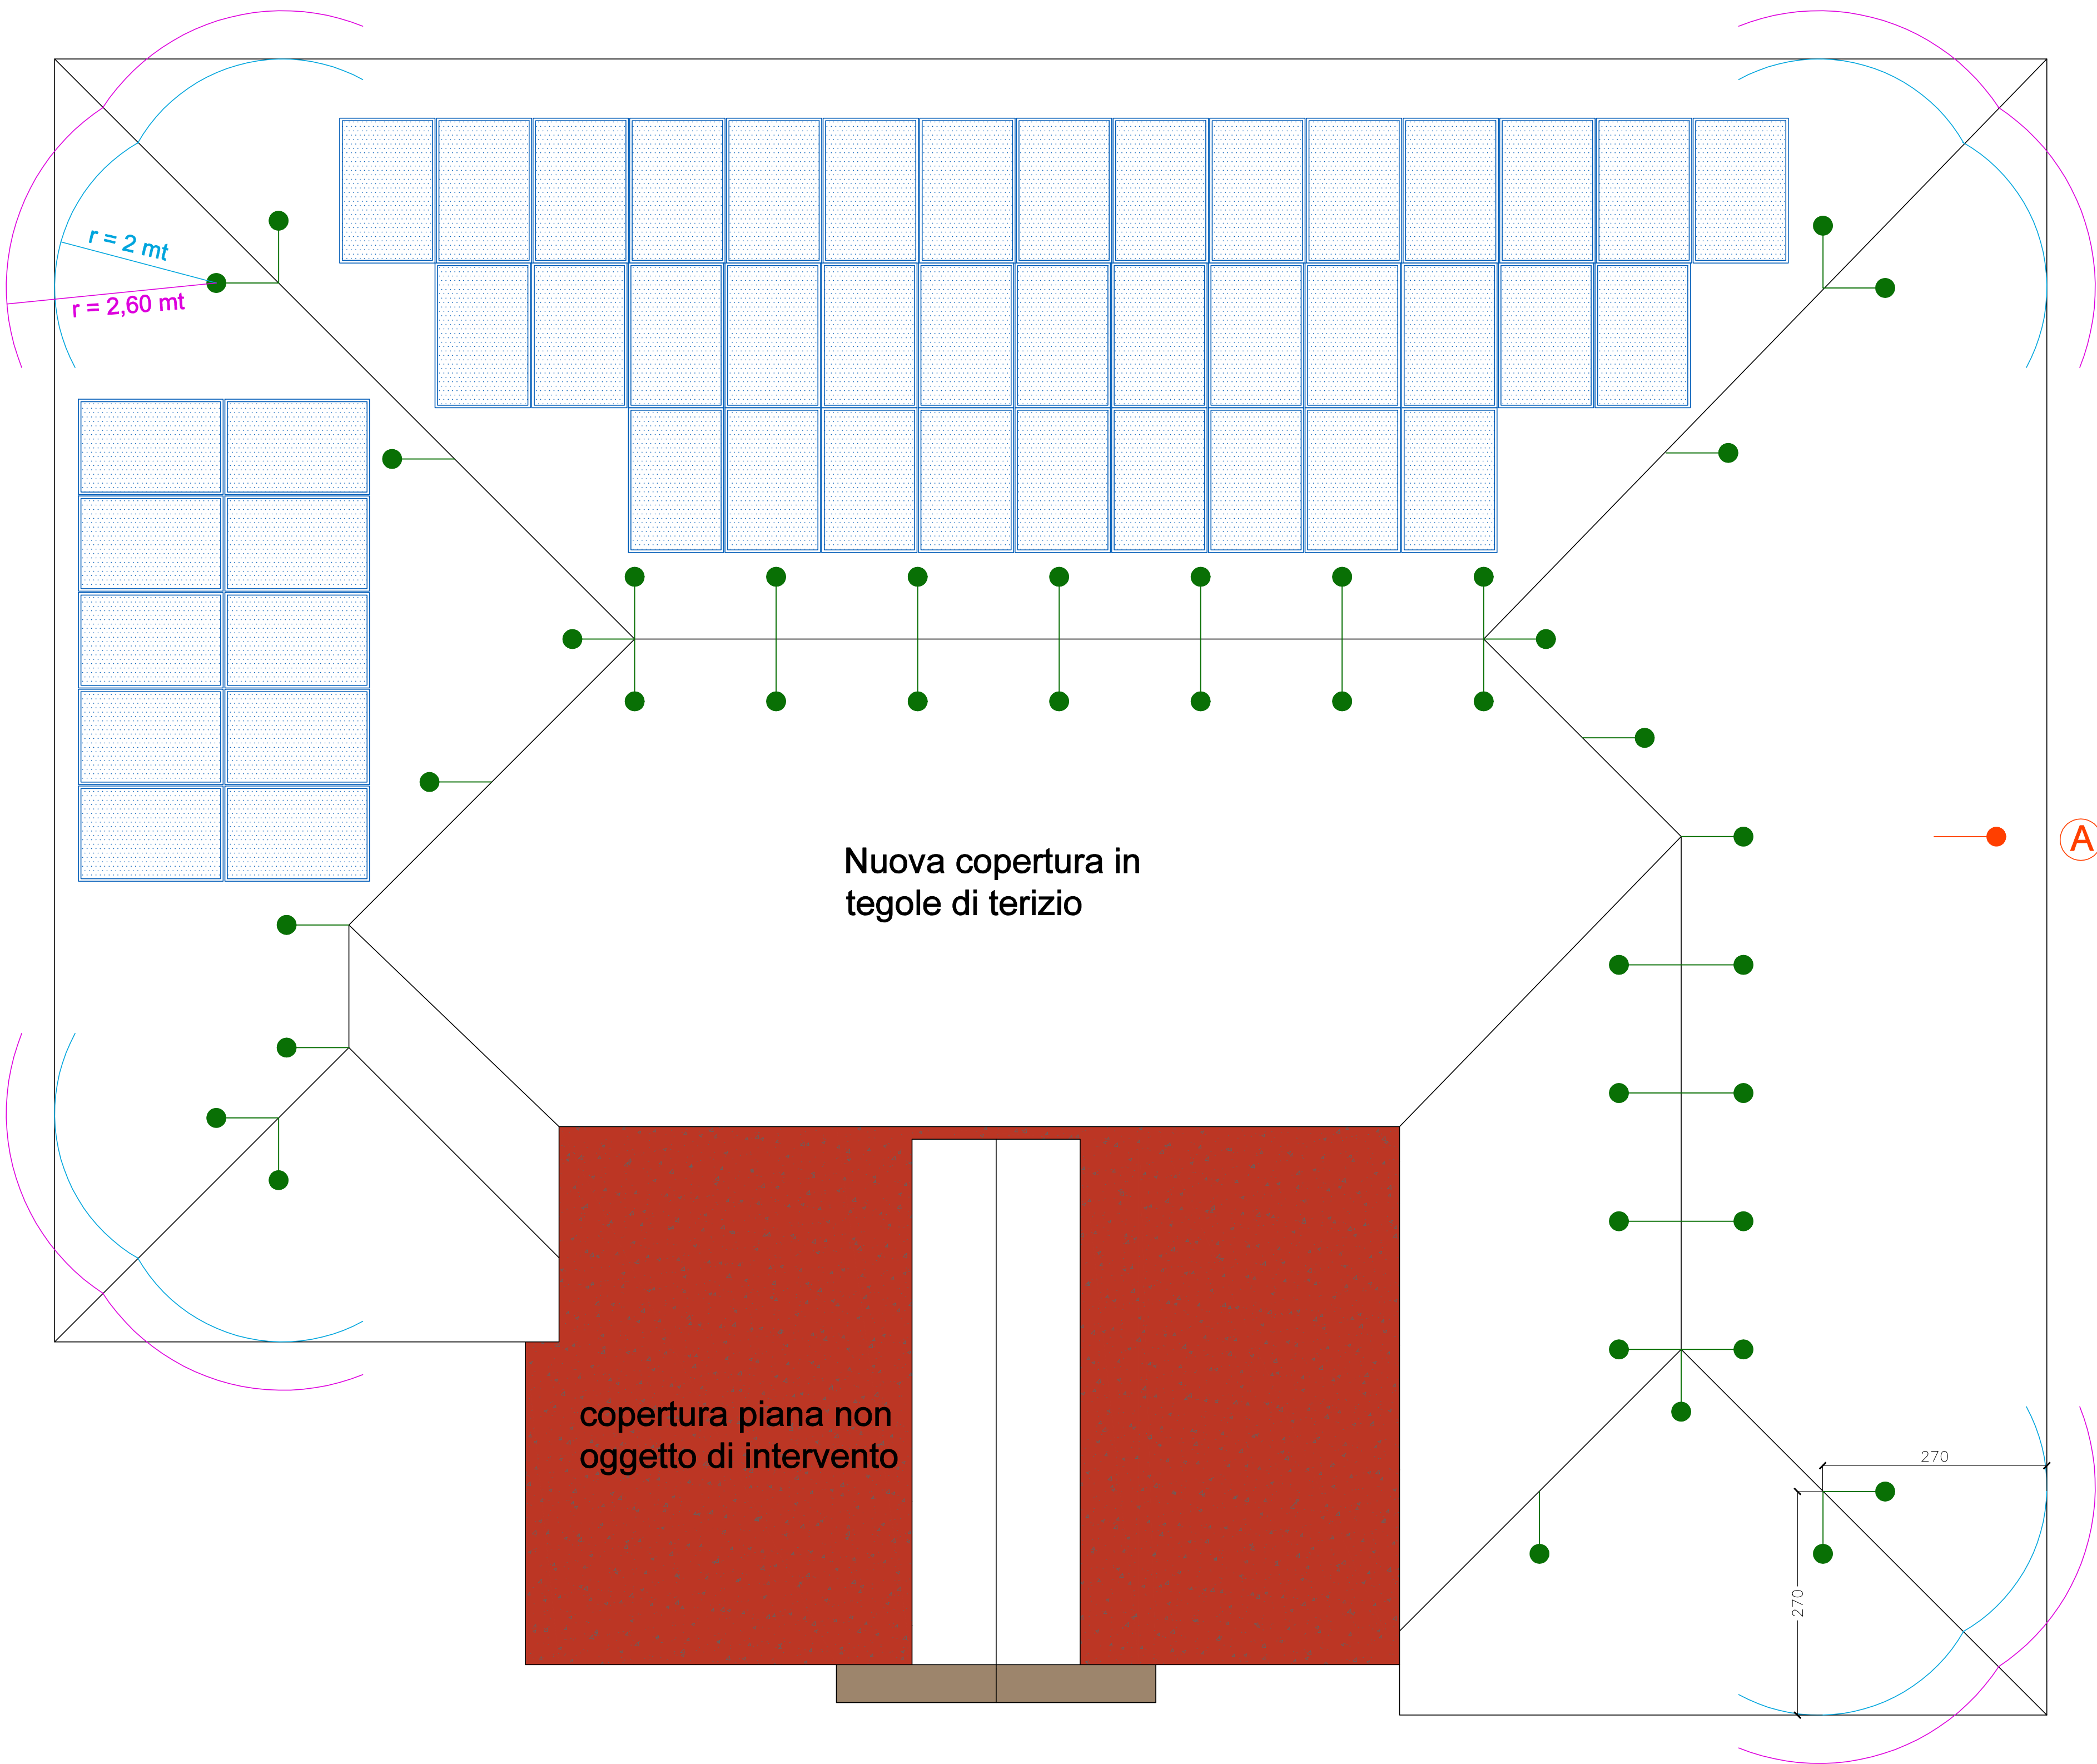 r = 2 mt
r = 2,60 mt
A
Nuova copertura in
tegole di terizio
copertura piana non
oggetto di intervento
270
270